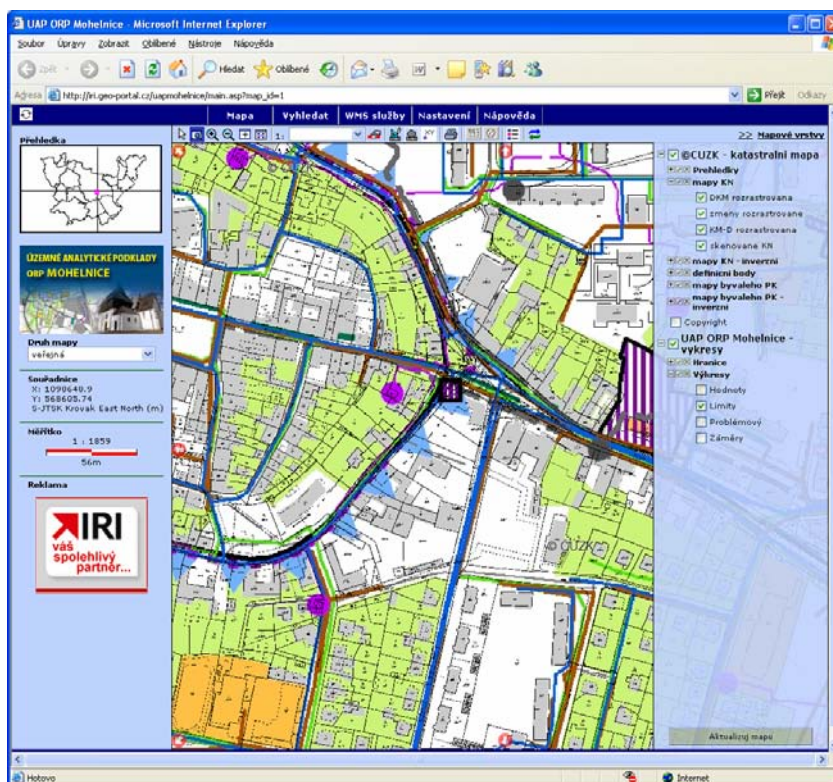 UAP ORP Mohelnice - Microsoft Internet Explorer
Soubor Úpravy Zobrazit Oblíbené Nástroje Nápověda
Zpět Hledat Oblíbené
Adresa http://iri.geo-portal.cz/uapmohelnice/main.asp?map_id=1 Přejít Odkazy
Mapa Vyhledat WMS služby Nastavení Nápověda
1:
>> Mapové vrstvy
Přehledka
ÚZEMNĚ ANALYTICKÉ PODKLADY
ORP MOHELNICE
Druh mapy
veřejná
Souřadnice
X: 1098648.9
Y: 568605.74
S-JTSK Krovak East North (m)
Měřítko
1 : 1859
56m
Reklama
IRI
váš
spolehlivý
partner...
© CUZK
© CUZK
©CUZK - katastralni mapa
Prehledky
mapy KN
DKM rozrastrovana
zmeny rozrastrovane
KM-D rozrastrovana
skenovane KN
mapy KN - inverzni
definicni body
mapy byvaleho PK
mapy byvaleho PK -
inverzni
Copyright
UAP ORP Mohelnice -
vykresy
Hranice
Výkresy
Hodnoty
Limity
Problémový
Záměry
Aktualizuj mapu
Hotovo Internet